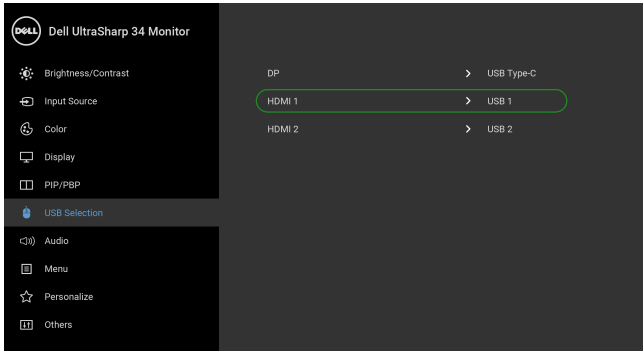 DELL Dell UltraSharp 34 Monitor
Brightness/Contrast
Input Source
Color
Display
PIP/PBP
USB Selection
Audio
Menu
Personalize
Others
DP > USB Type-C
HDMI 1 > USB 1
HDMI 2 > USB 2